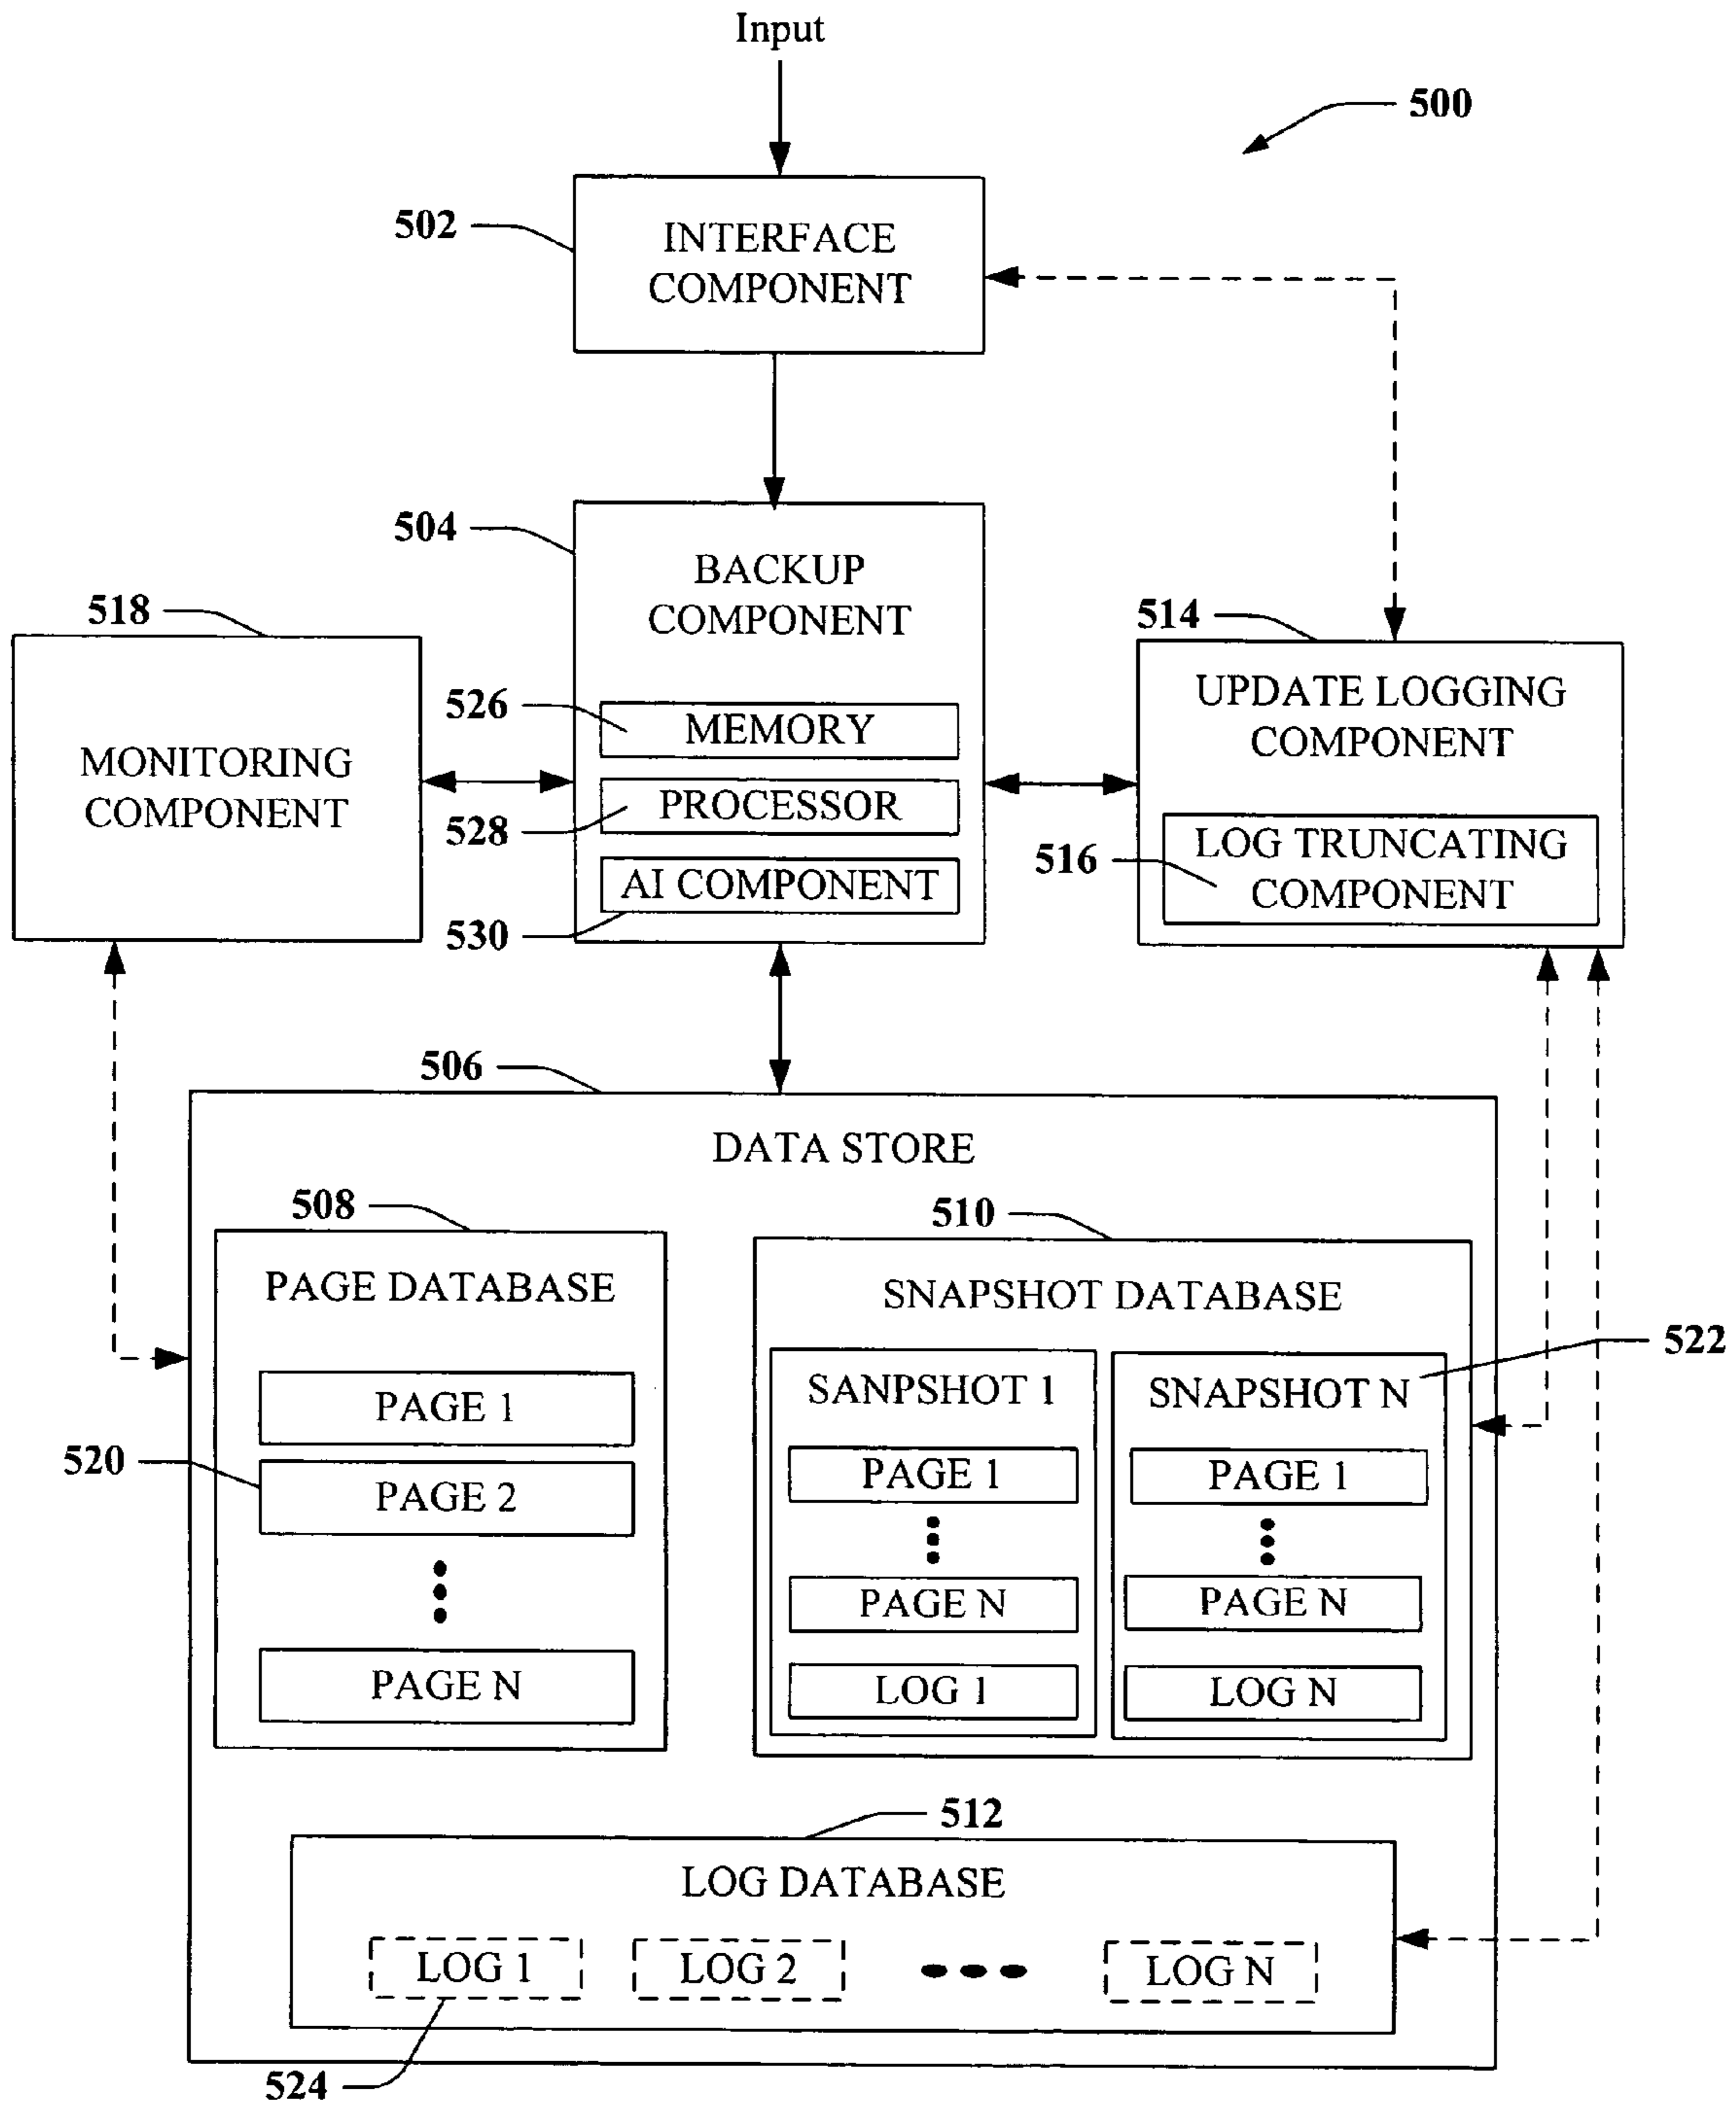 Input
500
502
INTERFACE
COMPONENT
504
BACKUP
COMPONENT
526
MEMORY
528
PROCESSOR
AI COMPONENT
530
518
MONITORING
COMPONENT
514
UPDATE LOGGING
COMPONENT
516
LOG TRUNCATING
COMPONENT
506
DATA STORE
508
PAGE DATABASE
PAGE 1
520
PAGE 2
PAGE N
510
SNAPSHOT DATABASE
522
SANPSHOT 1
PAGE 1
PAGE N
LOG 1
SNAPSHOT N
PAGE 1
PAGE N
LOG N
512
LOG DATABASE
LOG 1
LOG 2
LOG N
524